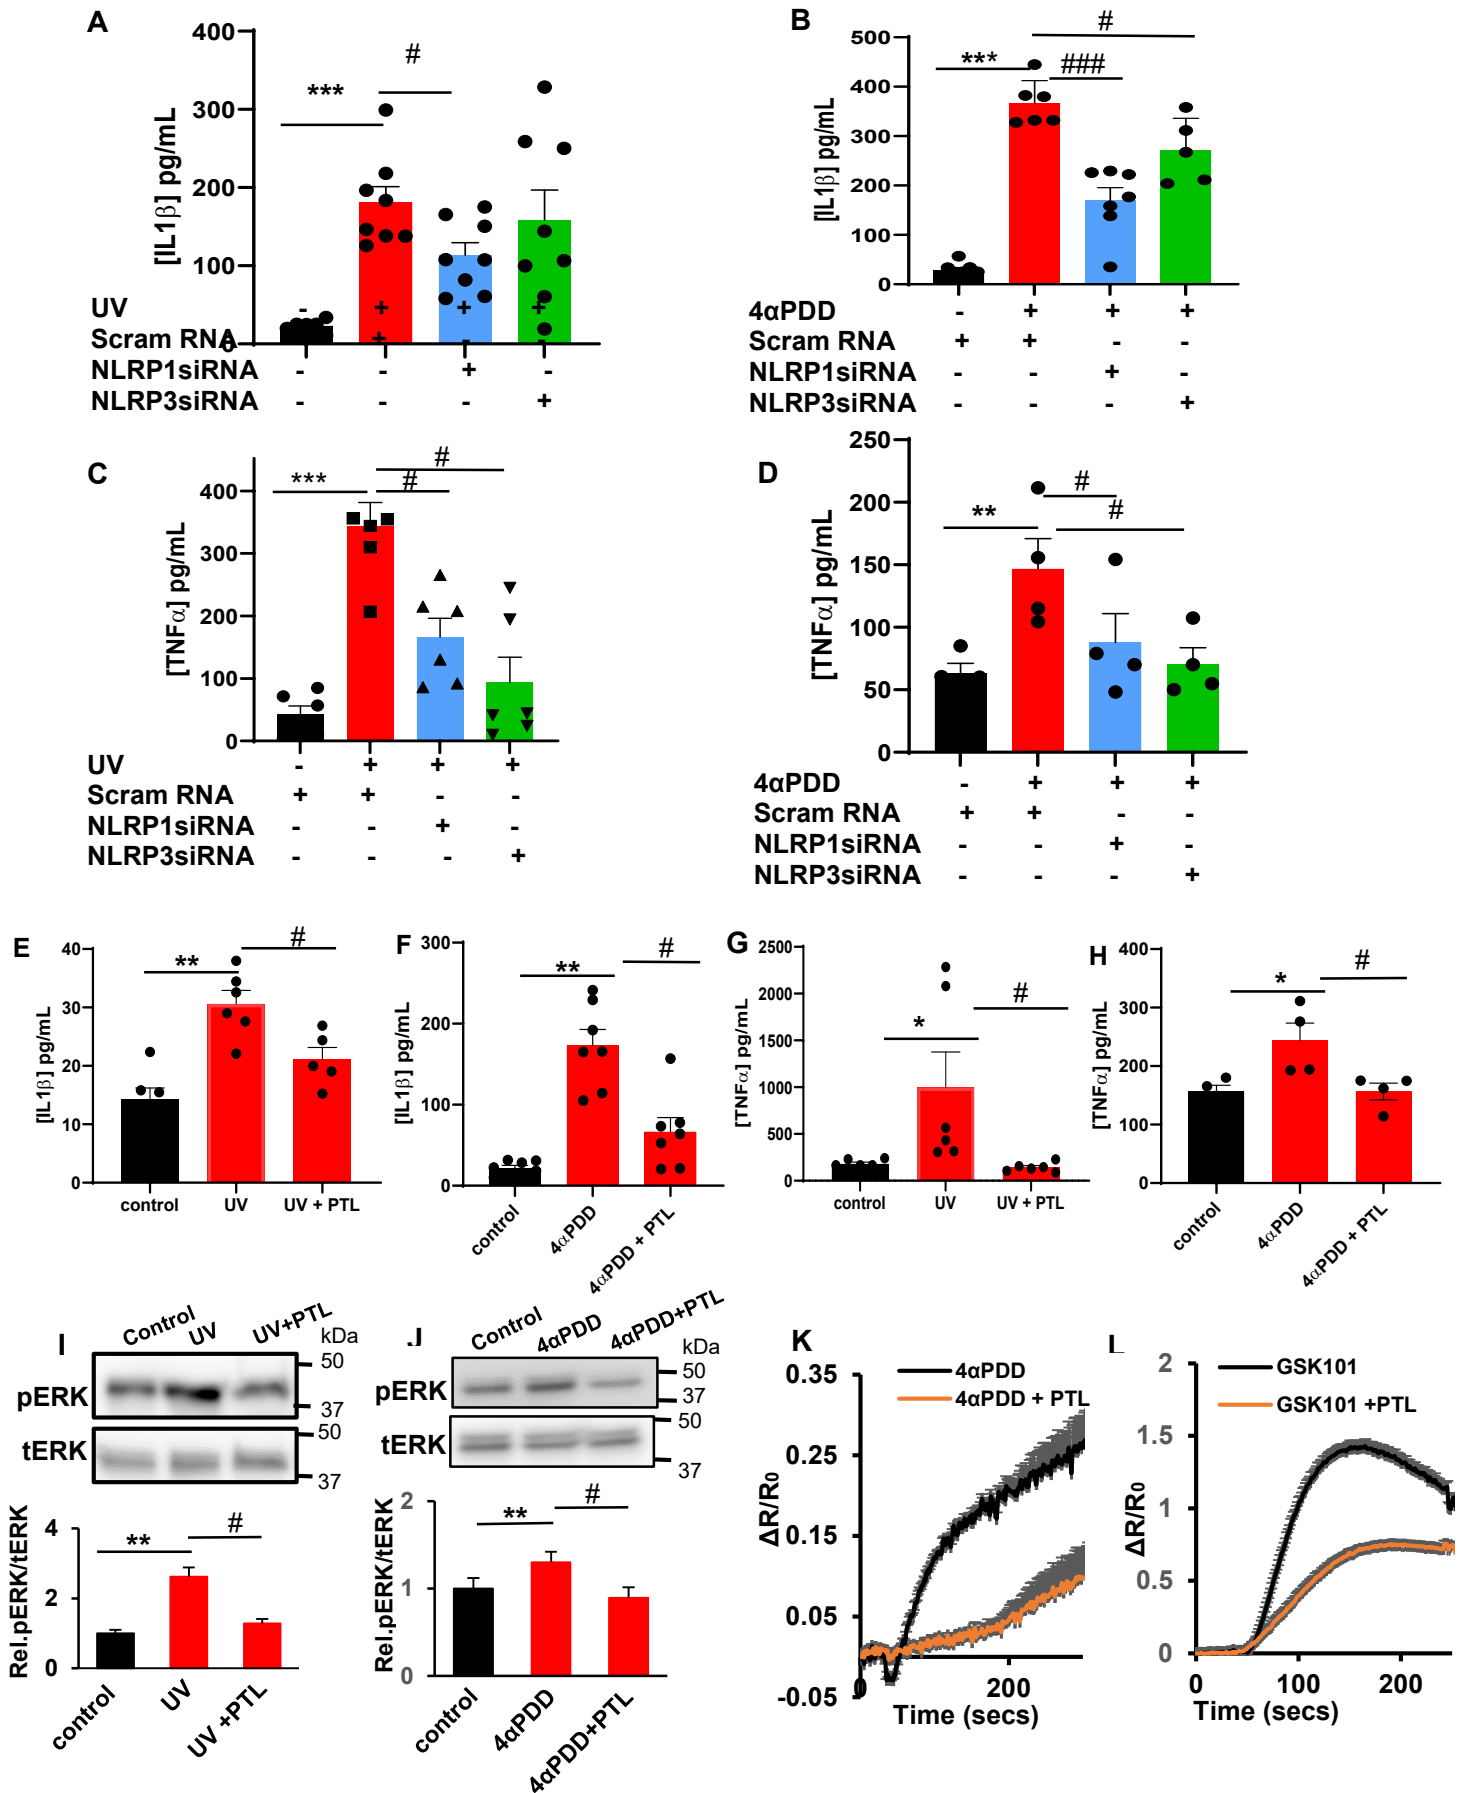 A
400
300
200
100
0
[IL1β] pg/mL
***
#
UV - + + +
Scram RNA + - -
NLRP1siRNA - - + -
NLRP3siRNA - - - +
B
500
400
300
200
100
0
[IL1β] pg/mL
***
###
#
4αPDD - + + +
Scram RNA + + - -
NLRP1siRNA - - + -
NLRP3siRNA - - - +
C
400
300
200
100
0
[TNFα] pg/mL
***
#
#
UV - + + +
Scram RNA + + - -
NLRP1siRNA - - + -
NLRP3siRNA - - - +
D
250
200
150
100
50
0
[TNFα] pg/mL
**
#
#
4αPDD - + + +
Scram RNA + + - -
NLRP1siRNA - - + -
NLRP3siRNA - - - +
E
40
30
20
10
0
[IL1β] pg/mL
**
#
control UV UV + PTL
F
300
200
100
0
[IL1β] pg/mL
**
#
control 4αPDD 4αPDD + PTL
G
2500
2000
1500
1000
500
0
[TNFα] pg/mL
*
#
control UV UV + PTL
H
400
300
200
100
0
[TNFα] pg/mL
*
#
control 4αPDD 4αPDD + PTL
I
Control UV UV+PTL
kDa
pERK
50
37
tERK
50
37
Rel.pERK/tERK
4
2
0
**
#
control UV UV +PTL
J
Control 4αPDD 4αPDD+PTL
kDa
pERK
50
37
tERK
50
37
Rel.pERK/tERK
2
1
0
**
#
control 4αPDD 4αPDD+PTL
K
4αPDD
4αPDD + PTL
0.35
0.25
0.15
0.05
-0.05
ΔR/R0
0 200
Time (secs)
L
GSK101
GSK101 +PTL
2
1.5
1
0.5
0
ΔR/R0
0 100 200
Time (secs)